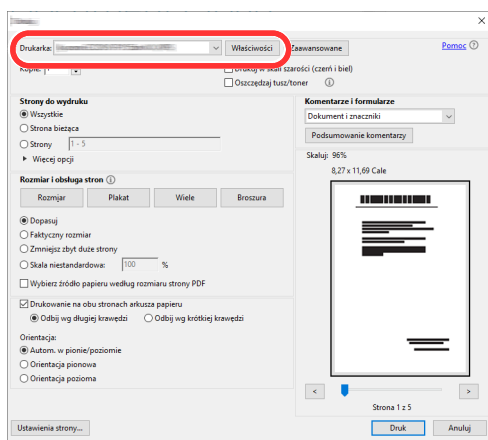 Drukarka:
Właściwości
Zaawansowane
Pomoc
Kopie: 1
Drukuj w skali szarości (czerń i biel)
Oszczędzaj tusz/toner
Strony do wydruku
Wszystkie
Strona bieżąca
Strony 1 - 5
Więcej opcji
Rozmiar i obsługa stron
Rozmjar
Plakat
Wiele
Broszura
Dopasuj
Faktyczny rozmiar
Zmniejsz zbyt duże strony
Skala niestandardowa: 100 %
Wybierz źródło papieru według rozmiaru strony PDF
Drukowanie na obu stronach arkusza papieru
Odbij wg długiej krawędzi
Odbij wg krótkiej krawędzi
Orientacja:
Autom. w pionie/poziomie
Orientacja pionowa
Orientacja pozioma
Komentarze i formularze
Dokument i znaczniki
Podsumowanie komentarzy
Skaluj: 96%
8,27 x 11,69 Cale
<
>
Strona 1 z 5
Ustawienia strony...
Druk
Anuluj